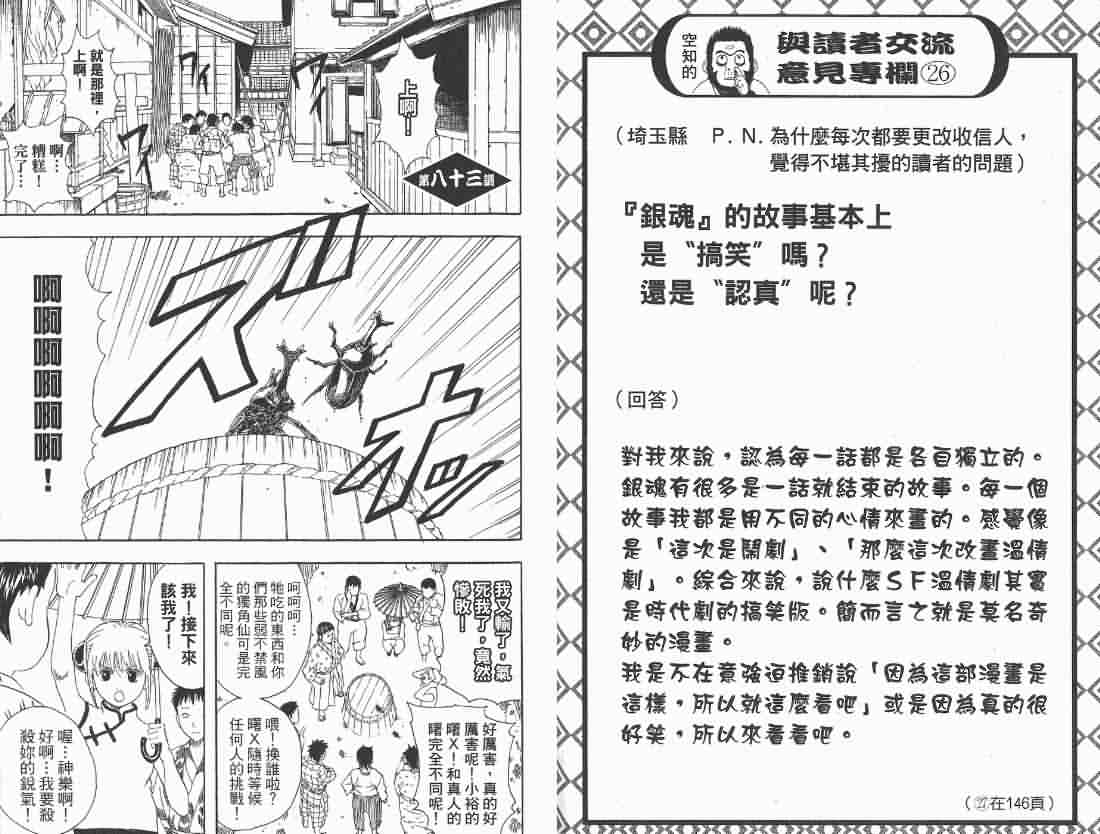 空知的
與讀者交流
意見專欄㉖
（埼玉縣　P.N.為什麼每次都要更改收信人，
覺得不堪其擾的讀者的問題）
『銀魂』的故事基本上
是〝搞笑〞嗎？
還是〝認真〞呢？
（回答）
對我來說，認為每一話都是各自獨立的。
銀魂有很多是一話就結束的故事。每一個
故事我都是用不同的心情來畫的。感覺像
是「這次是鬧劇」、「那麼這次改畫溫情
劇」。綜合來說，說什麼SF溫情劇其實
是時代劇的搞笑版。簡而言之就是莫名奇
妙的漫畫。
我是不在意強迫推銷說「因為這部漫畫是
這樣，所以就這麼看吧」或是因為真的很
好笑，所以來看看吧。
（㉗在146頁）
第八十三訓
上啊！
就是那裡，
上啊！
啊…
糟糕！
完了…
ズオッ
我又輸了，氣
死我了，竟然
慘敗！
呵呵呵…
牠吃的東西和你
們那些弱不禁風
的獨角仙可是完
全不同呢。
好厲害，真的好
厲害呢！小裕的
曙X！和真人的
曙完全不同呢！
喂！換誰啦？
曙X隨時等候
任何人的挑戰！
我！接下來
該我了！
喔…神樂啊！
好啊…我要殺
殺妳的銳氣！